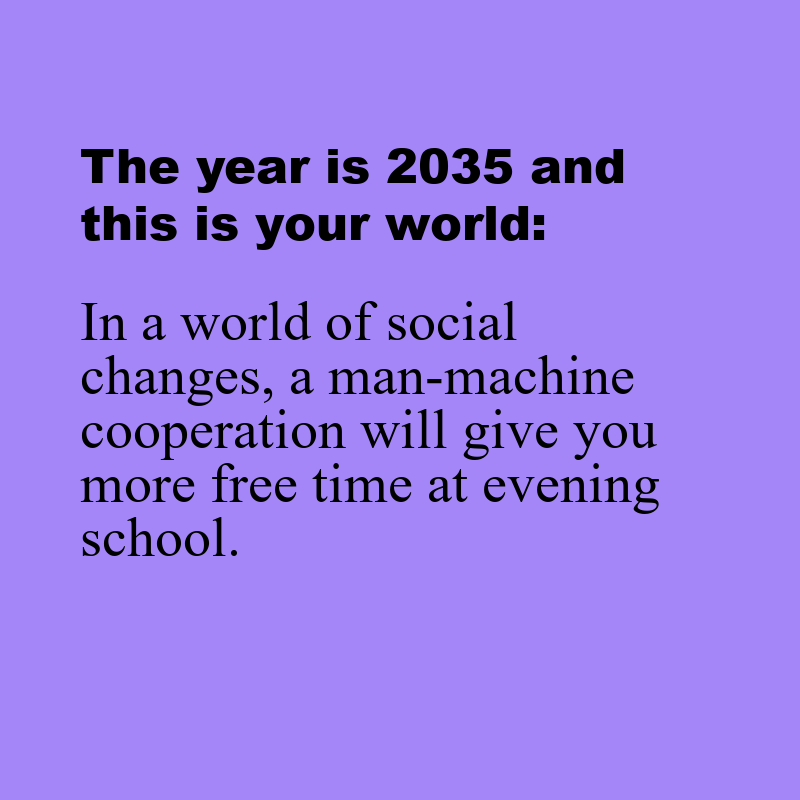 The year is 2035 and
this is your world:
In a world of social
changes, a man-machine
cooperation will give you
more free time at evening
school.